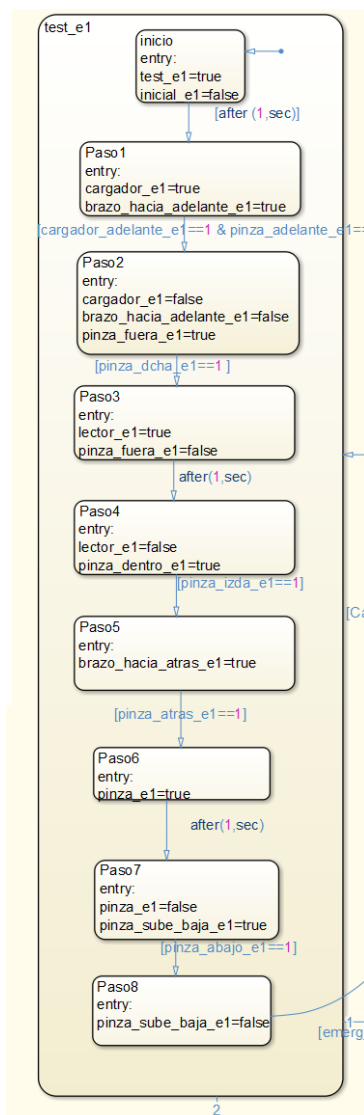 test_e1
inicio
entry:
test_e1=true
inicial_e1=false
[after (1,sec)]
Paso1
entry:
cargador_e1=true
brazo_hacia_adelante_e1=true
[cargador_adelante_e1==1 & pinza_adelante_e1==
Paso2
entry:
cargador_e1=false
brazo_hacia_adelante_e1=false
pinza_fuera_e1=true
[pinza_dcha_e1==1 ]
Paso3
entry:
lector_e1=true
pinza_fuera_e1=false
after(1,sec)
Paso4
entry:
lector_e1=false
pinza_dentro_e1=true
[pinza_izda_e1==1]
[Ca
Paso5
entry:
brazo_hacia_atras_e1=true
[pinza_atras_e1==1]
Paso6
entry:
pinza_e1=true
after(1,sec)
Paso7
entry:
pinza_e1=false
pinza_sube_baja_e1=true
[pinza_abajo_e1==1]
Paso8
entry:
pinza_sube_baja_e1=false
1
[emerg
2